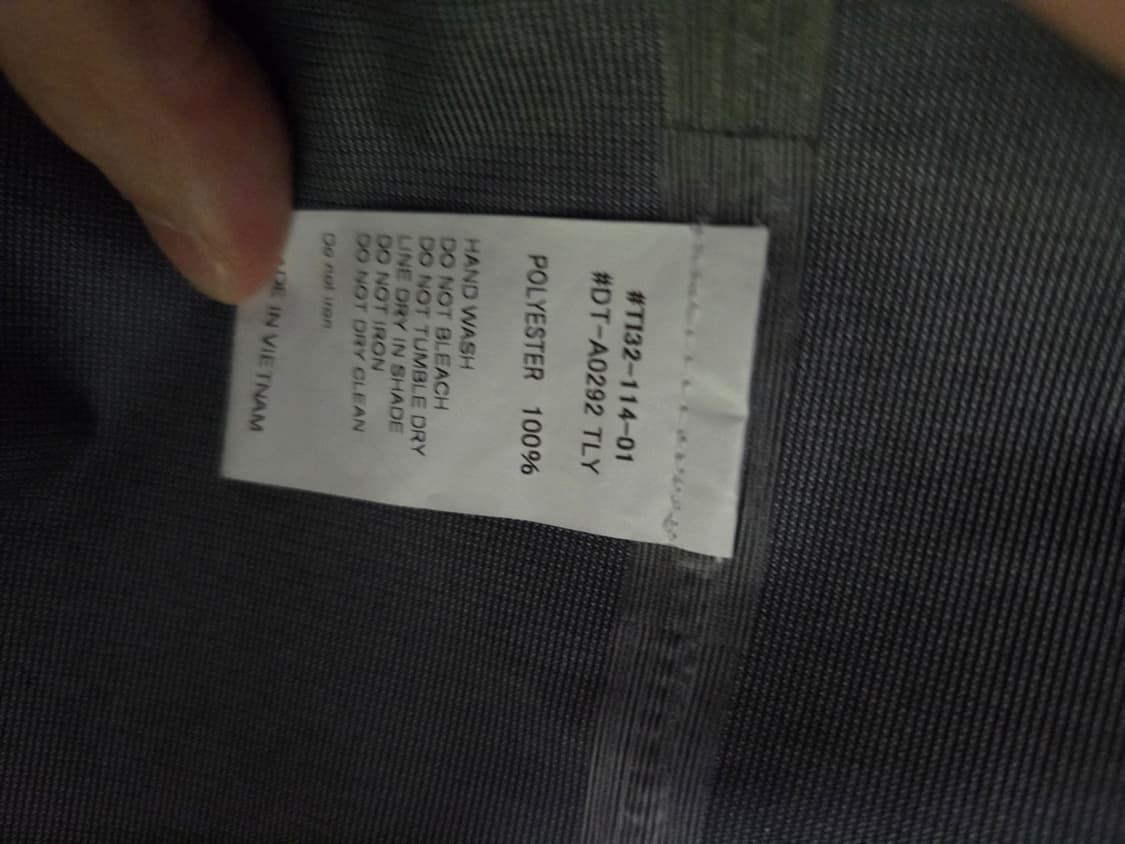 #TI32-114-01
#DT-A0292 TLY
POLYESTER 100%
HAND WASH
DO NOT BLEACH
DO NOT TUMBLE DRY
LINE DRY IN SHADE
DO NOT IRON
DO NOT DRY CLEAN
Do not iron
IN VIETNAM